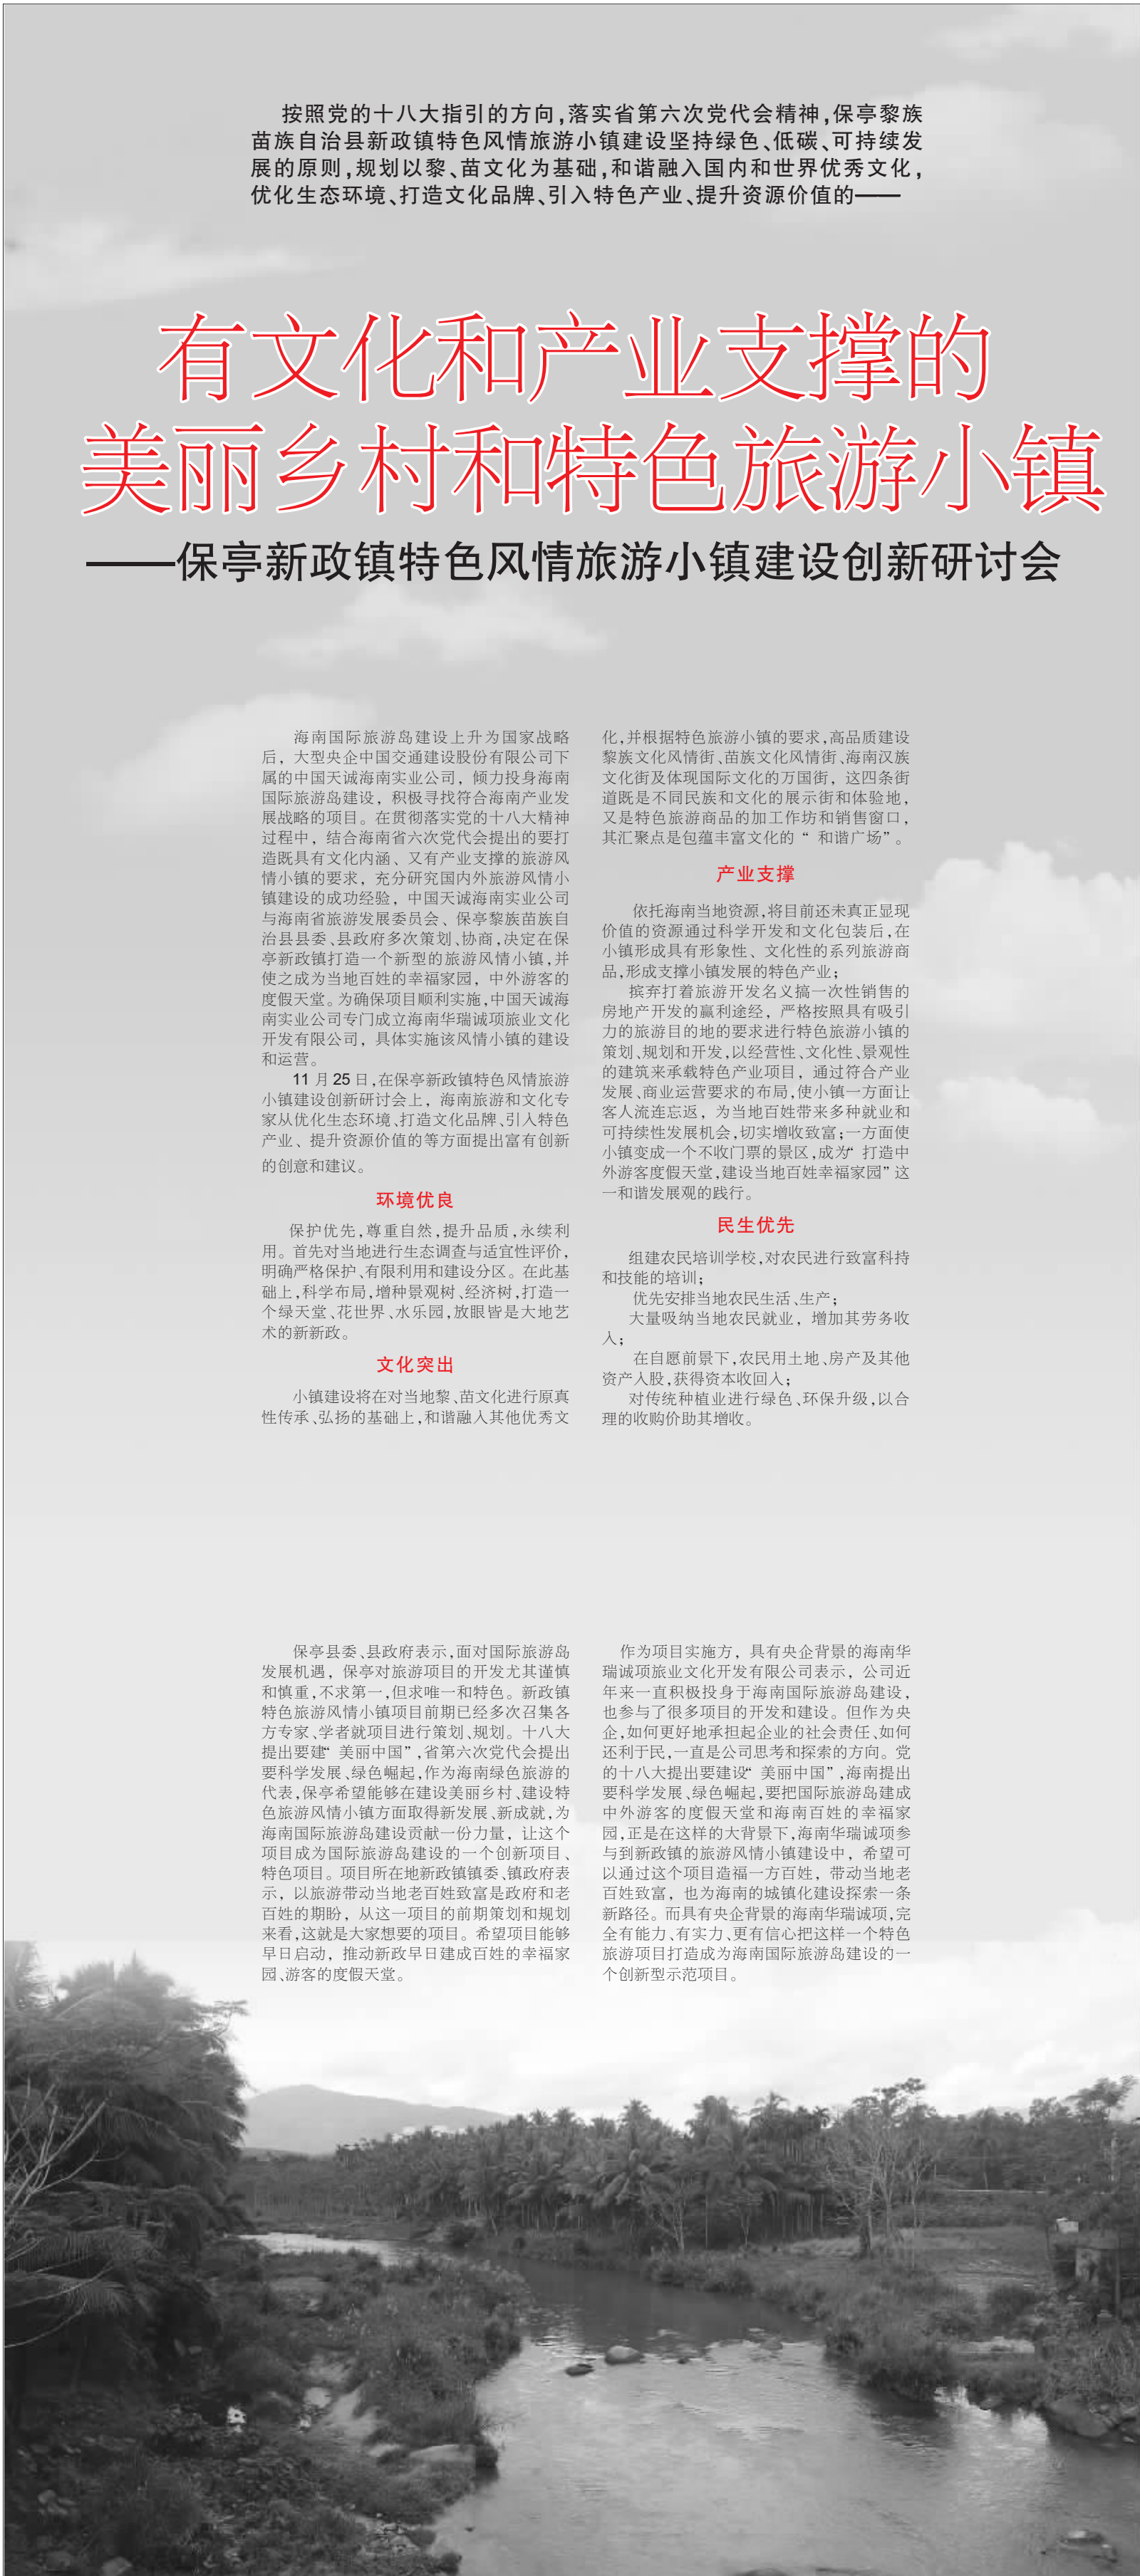 按照党的十八大指引的方向,落实省第六次党代会精神,保亭黎族
苗族自治县新政镇特色风情旅游小镇建设坚持绿色、低碳、可持续发
展的原则,规划以黎、苗文化为基础,和谐融入国内和世界优秀文化,
优化生态环境、打造文化品牌、引入特色产业、提升资源价值的——
有文化和产业支撑的
美丽乡村和特色旅游小镇
——保亭新政镇特色风情旅游小镇建设创新研讨会
海南国际旅游岛建设上升为国家战略
后，大型央企中国交通建设股份有限公司下
属的中国天诚海南实业公司，倾力投身海南
国际旅游岛建设，积极寻找符合海南产业发
展战略的项目。在贯彻落实党的十八大精神
过程中，结合海南省六次党代会提出的要打
造既具有文化内涵、又有产业支撑的旅游风
情小镇的要求，充分研究国内外旅游风情小
镇建设的成功经验，中国天诚海南实业公司
与海南省旅游发展委员会、保亭黎族苗族自
治县县委、县政府多次策划、协商,决定在保
亭新政镇打造一个新型的旅游风情小镇,并
使之成为当地百姓的幸福家园，中外游客的
度假天堂。为确保项目顺利实施,中国天诚海
南实业公司专门成立海南华瑞诚项旅业文化
开发有限公司，具体实施该风情小镇的建设
和运营。
11 月 25 日,在保亭新政镇特色风情旅游
小镇建设创新研讨会上，海南旅游和文化专
家从优化生态环境、打造文化品牌、引入特色
产业、提升资源价值的等方面提出富有创新
的创意和建议。
环境优良
保护优先,尊重自然,提升品质,永续利
用。首先对当地进行生态调查与适宜性评价,
明确严格保护、有限利用和建设分区。在此基
础上,科学布局,增种景观树、经济树,打造一
个绿天堂、花世界、水乐园,放眼皆是大地艺
术的新新政。
文化突出
小镇建设将在对当地黎、苗文化进行原真
性传承、弘扬的基础上,和谐融入其他优秀文
化,并根据特色旅游小镇的要求,高品质建设
黎族文化风情街、苗族文化风情街、海南汉族
文化街及体现国际文化的万国街，这四条街
道既是不同民族和文化的展示街和体验地，
又是特色旅游商品的加工作坊和销售窗口，
其汇聚点是包蕴丰富文化的“和谐广场”。
产业支撑
依托海南当地资源,将目前还未真正显现
价值的资源通过科学开发和文化包装后,在
小镇形成具有形象性、文化性的系列旅游商
品,形成支撑小镇发展的特色产业;
摈弃打着旅游开发名义搞一次性销售的
房地产开发的赢利途经，严格按照具有吸引
力的旅游目的地的要求进行特色旅游小镇的
策划、规划和开发,以经营性、文化性、景观性
的建筑来承载特色产业项目，通过符合产业
发展、商业运营要求的布局,使小镇一方面让
客人流连忘返，为当地百姓带来多种就业和
可持续性发展机会,切实增收致富;一方面使
小镇变成一个不收门票的景区,成为“打造中
外游客度假天堂,建设当地百姓幸福家园”这
一和谐发展观的践行。
民生优先
组建农民培训学校,对农民进行致富科持
和技能的培训;
优先安排当地农民生活、生产;
大量吸纳当地农民就业，增加其劳务收
入;
在自愿前景下,农民用土地、房产及其他
资产入股,获得资本收回入;
对传统种植业进行绿色、环保升级,以合
理的收购价助其增收。
保亭县委、县政府表示,面对国际旅游岛
发展机遇，保亭对旅游项目的开发尤其谨慎
和慎重,不求第一,但求唯一和特色。新政镇
特色旅游风情小镇项目前期已经多次召集各
方专家、学者就项目进行策划、规划。十八大
提出要建“美丽中国”,省第六次党代会提出
要科学发展、绿色崛起,作为海南绿色旅游的
代表,保亭希望能够在建设美丽乡村、建设特
色旅游风情小镇方面取得新发展、新成就,为
海南国际旅游岛建设贡献一份力量，让这个
项目成为国际旅游岛建设的一个创新项目、
特色项目。项目所在地新政镇镇委、镇政府表
示，以旅游带动当地老百姓致富是政府和老
百姓的期盼，从这一项目的前期策划和规划
来看,这就是大家想要的项目。希望项目能够
早日启动，推动新政早日建成百姓的幸福家
园、游客的度假天堂。
作为项目实施方，具有央企背景的海南华
瑞诚项旅业文化开发有限公司表示，公司近
年来一直积极投身于海南国际旅游岛建设，
也参与了很多项目的开发和建设。但作为央
企,如何更好地承担起企业的社会责任、如何
还利于民,一直是公司思考和探索的方向。党
的十八大提出要建设“美丽中国”,海南提出
要科学发展、绿色崛起,要把国际旅游岛建成
中外游客的度假天堂和海南百姓的幸福家
园,正是在这样的大背景下,海南华瑞诚项参
与到新政镇的旅游风情小镇建设中，希望可
以通过这个项目造福一方百姓，带动当地老
百姓致富，也为海南的城镇化建设探索一条
新路径。而具有央企背景的海南华瑞诚项,完
全有能力、有实力、更有信心把这样一个特色
旅游项目打造成为海南国际旅游岛建设的一
个创新型示范项目。